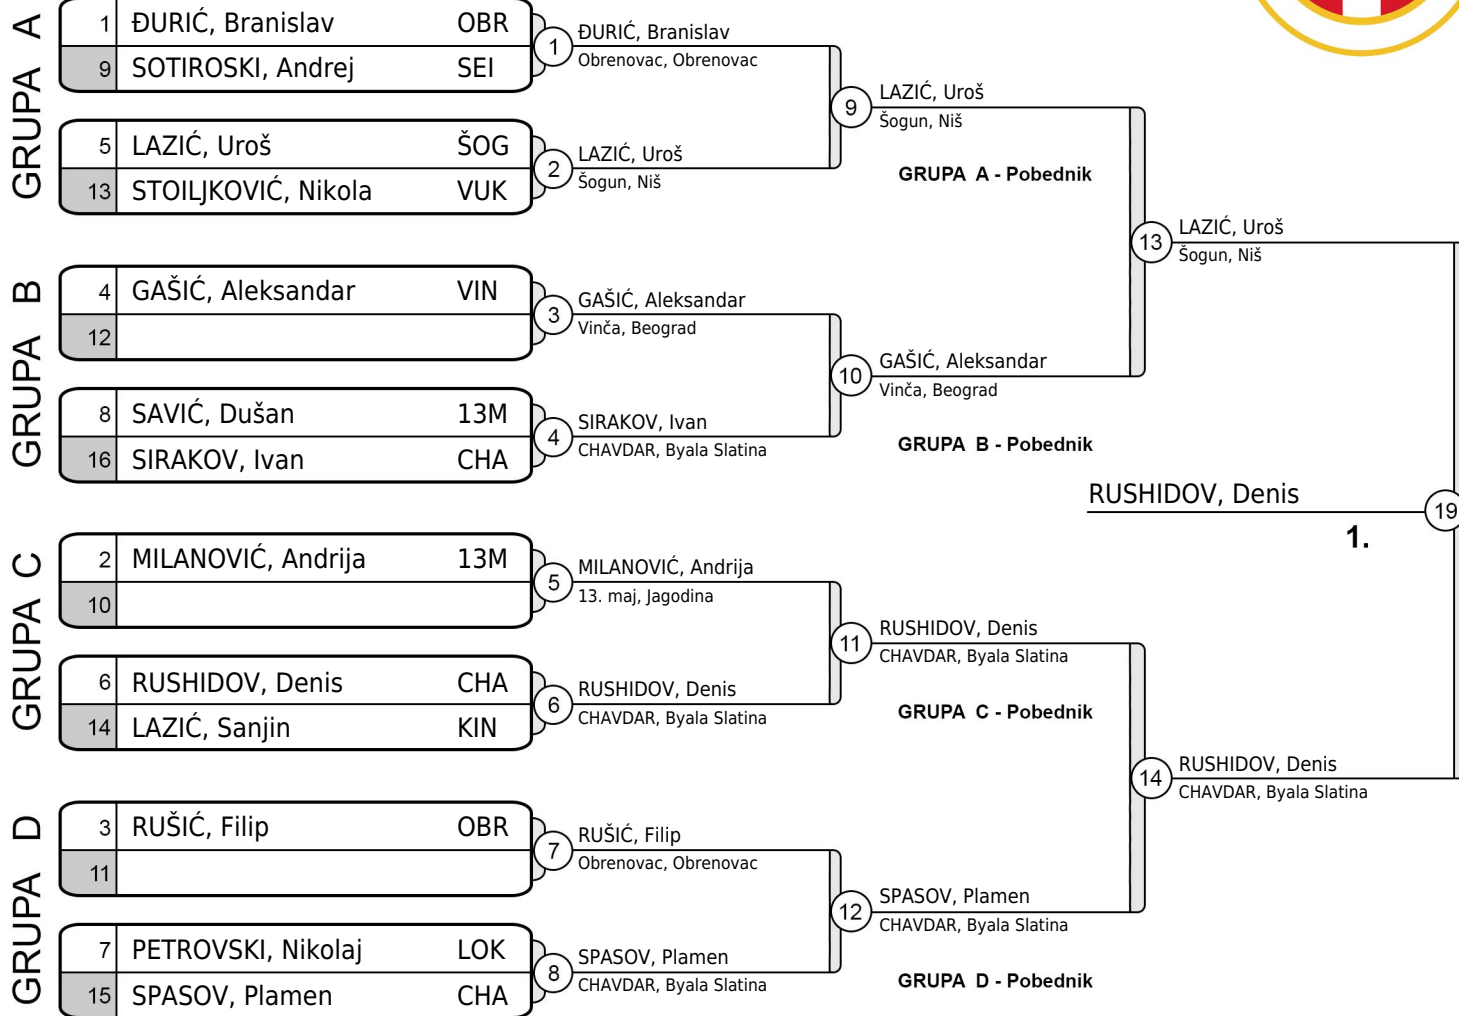 GRUPA A
1 ĐURIĆ, Branislav OBR
9 SOTIROSKI, Andrej SEI
5 LAZIĆ, Uroš ŠOG
13 STOILJKOVIĆ, Nikola VUK
GRUPA B
4 GAŠIĆ, Aleksandar VIN
12
8 SAVIĆ, Dušan 13M
16 SIRAKOV, Ivan CHA
GRUPA C
2 MILANOVIĆ, Andrija 13M
10
6 RUSHIDOV, Denis CHA
14 LAZIĆ, Sanjin KIN
GRUPA D
3 RUŠIĆ, Filip OBR
11
7 PETROVSKI, Nikolaj LOK
15 SPASOV, Plamen CHA
1 ĐURIĆ, Branislav
Obrenovac, Obrenovac
2 LAZIĆ, Uroš
Šogun, Niš
3 GAŠIĆ, Aleksandar
Vinča, Beograd
4 SIRAKOV, Ivan
CHAVDAR, Byala Slatina
5 MILANOVIĆ, Andrija
13. maj, Jagodina
6 RUSHIDOV, Denis
CHAVDAR, Byala Slatina
7 RUŠIĆ, Filip
Obrenovac, Obrenovac
8 SPASOV, Plamen
CHAVDAR, Byala Slatina
9 LAZIĆ, Uroš
Šogun, Niš
GRUPA A - Pobednik
10 GAŠIĆ, Aleksandar
Vinča, Beograd
GRUPA B - Pobednik
11 RUSHIDOV, Denis
CHAVDAR, Byala Slatina
GRUPA C - Pobednik
12 SPASOV, Plamen
CHAVDAR, Byala Slatina
GRUPA D - Pobednik
13 LAZIĆ, Uroš
Šogun, Niš
14 RUSHIDOV, Denis
CHAVDAR, Byala Slatina
RUSHIDOV, Denis 19
1.